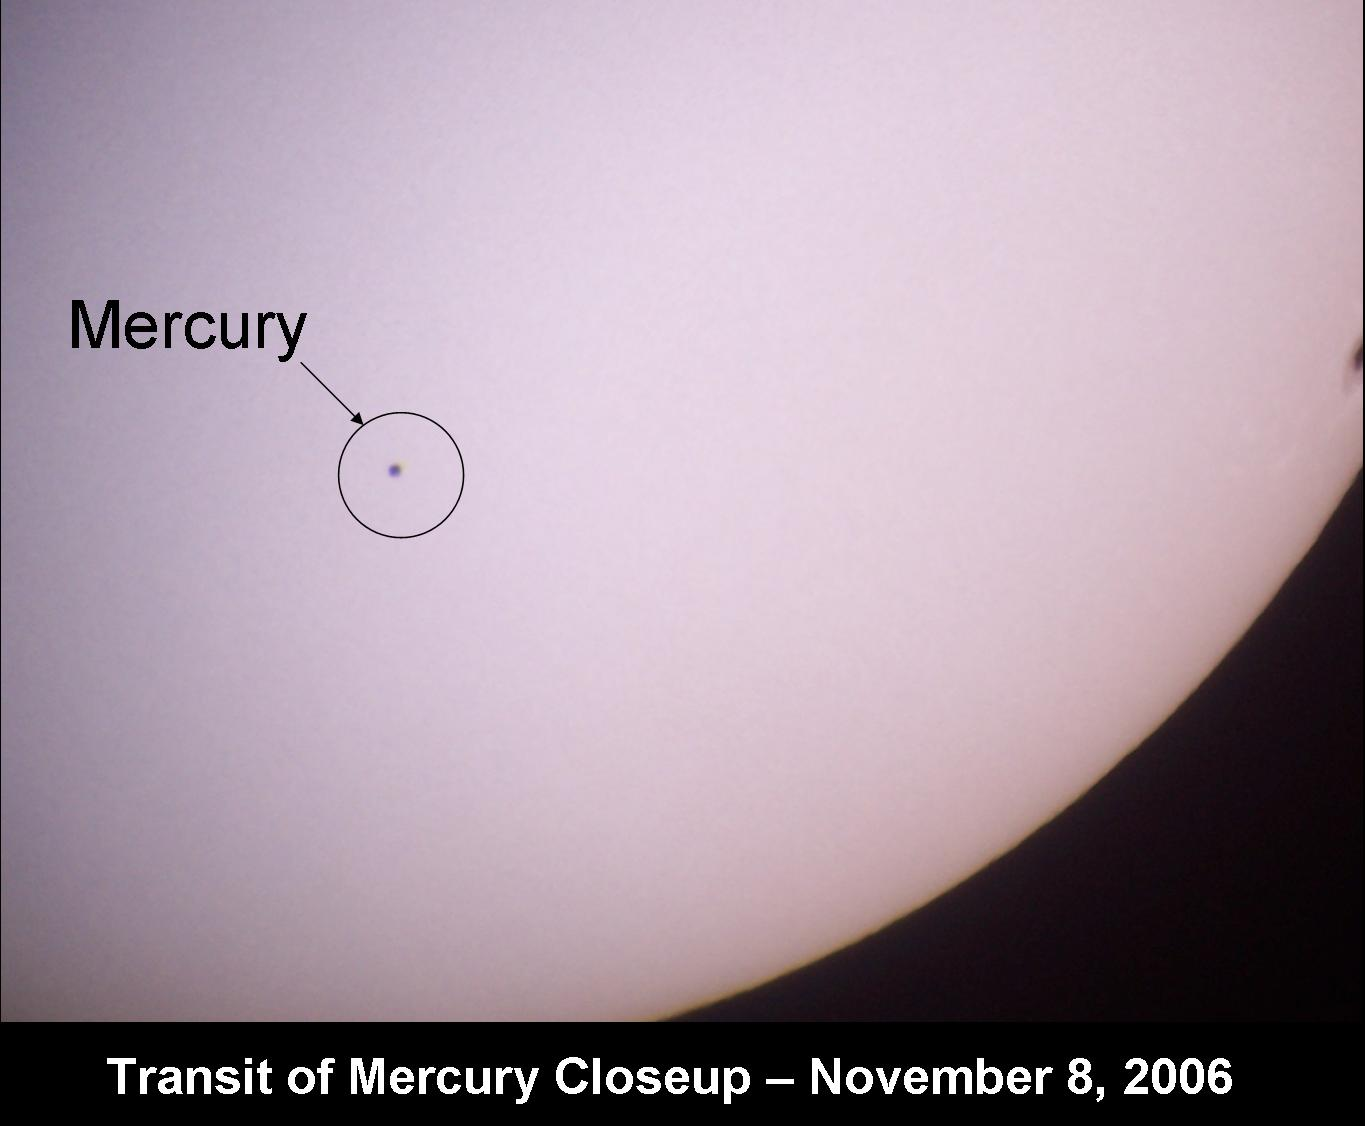 Mercury
Transit of Mercury Closeup – November 8, 2006